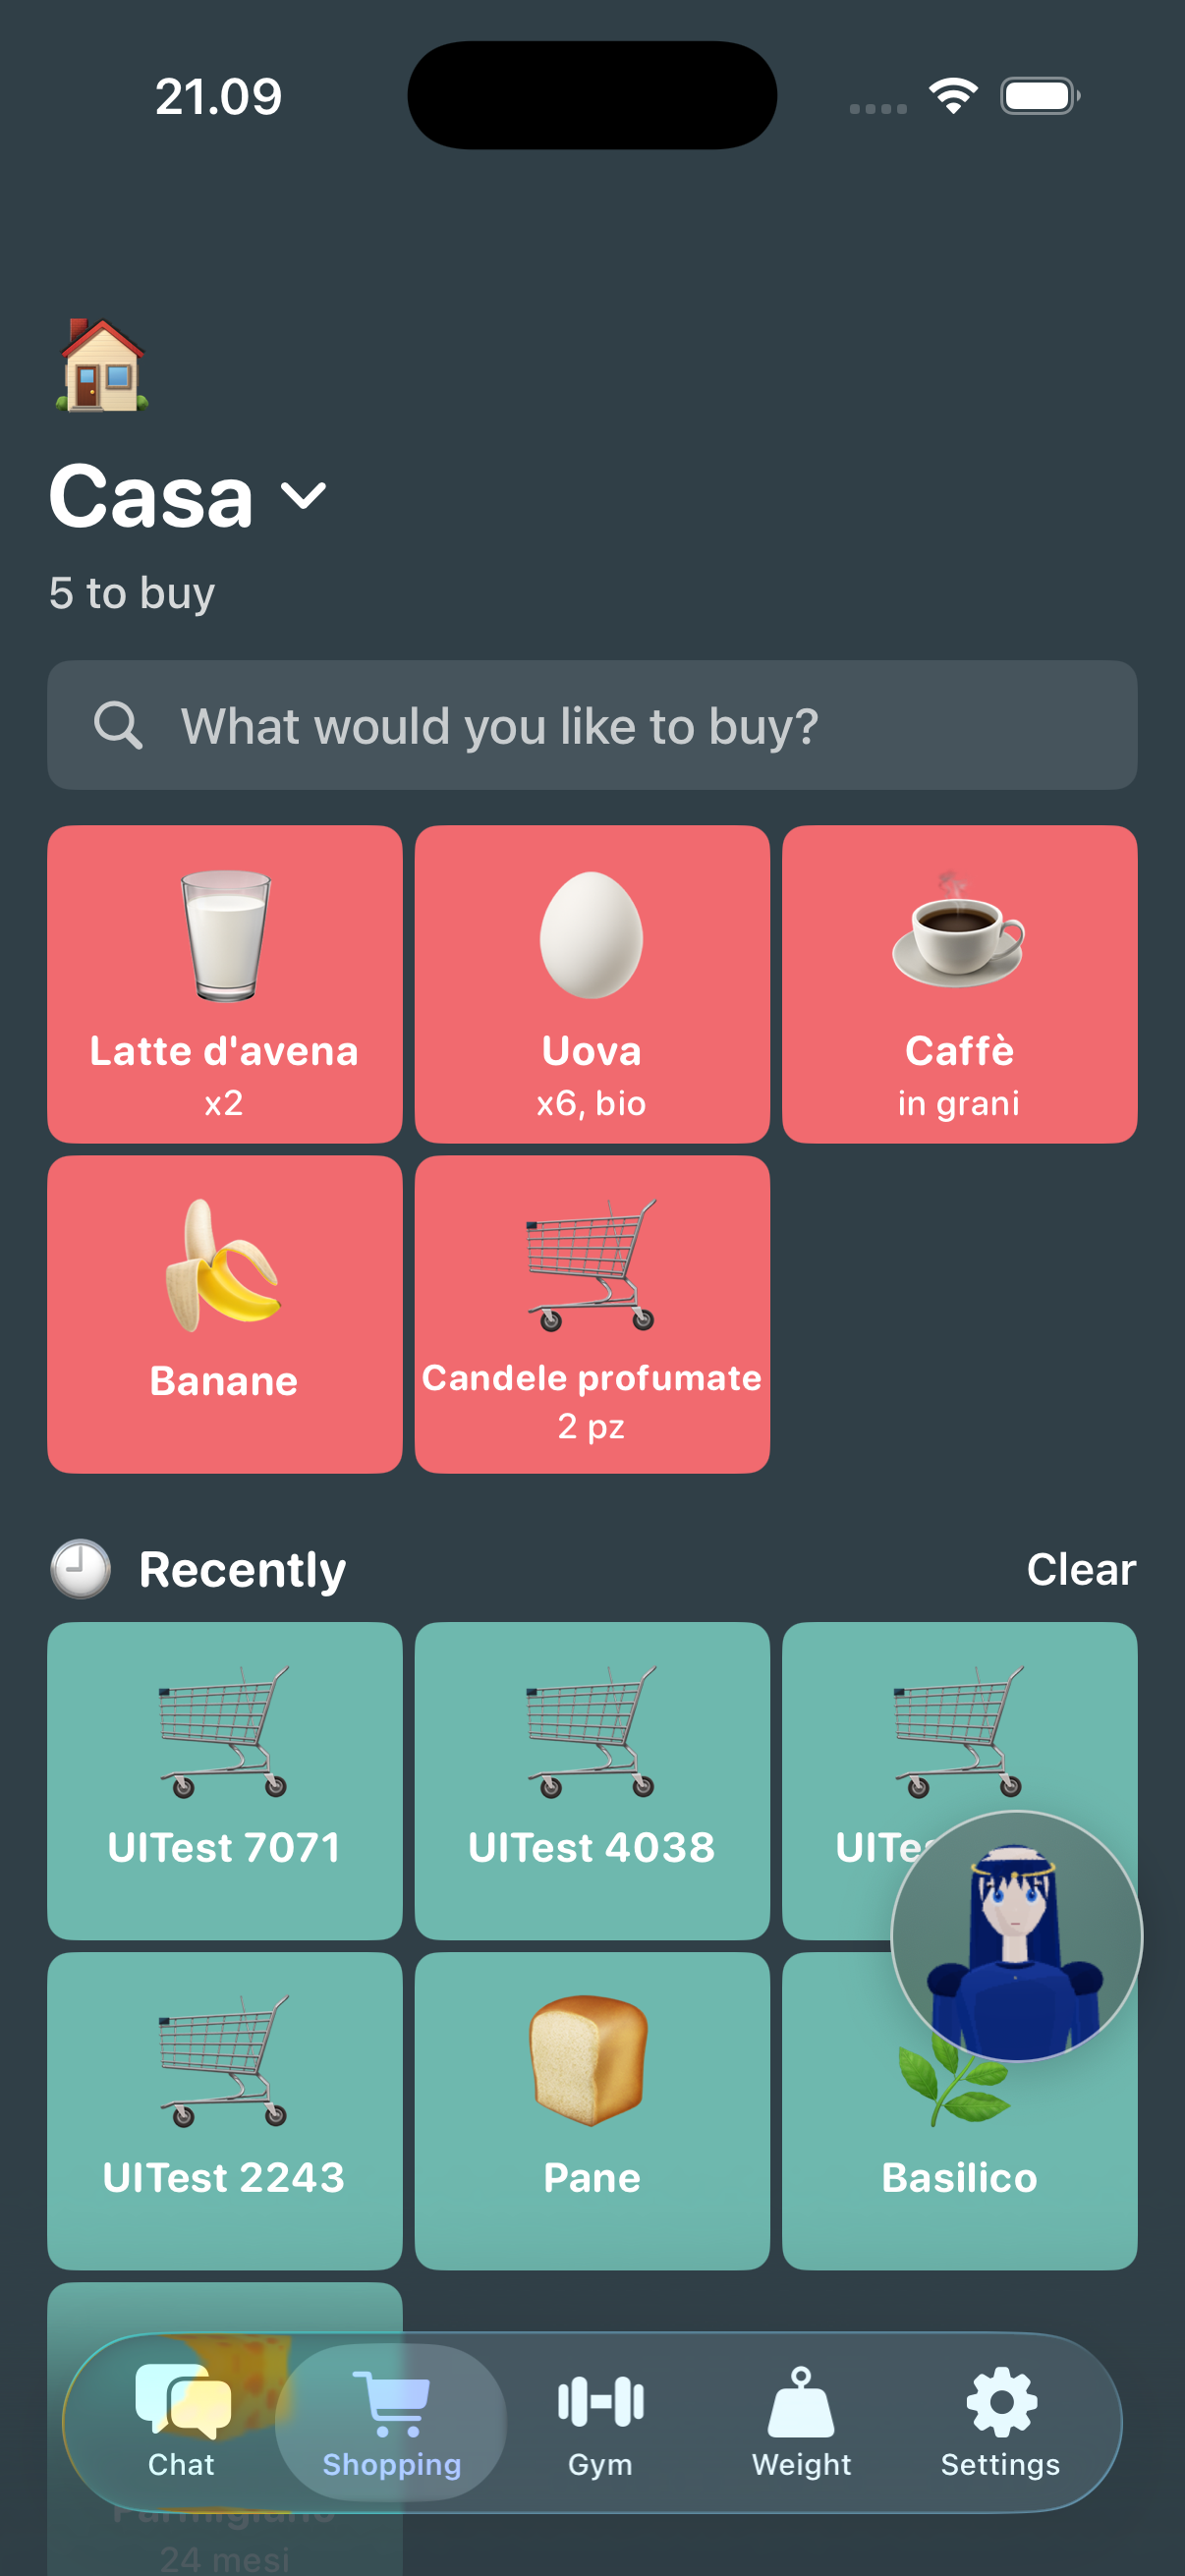 21.09
Casa
5 to buy
What would you like to buy?
Latte d'avena
x2
Uova
x6, bio
Caffè
in grani
Banane
Candele profumate
2 pz
Recently
Clear
UITest 7071
UITest 4038
UITest 2243
Pane
Basilico
Chat
Shopping
Gym
Weight
Settings
Parmigiano
24 mesi